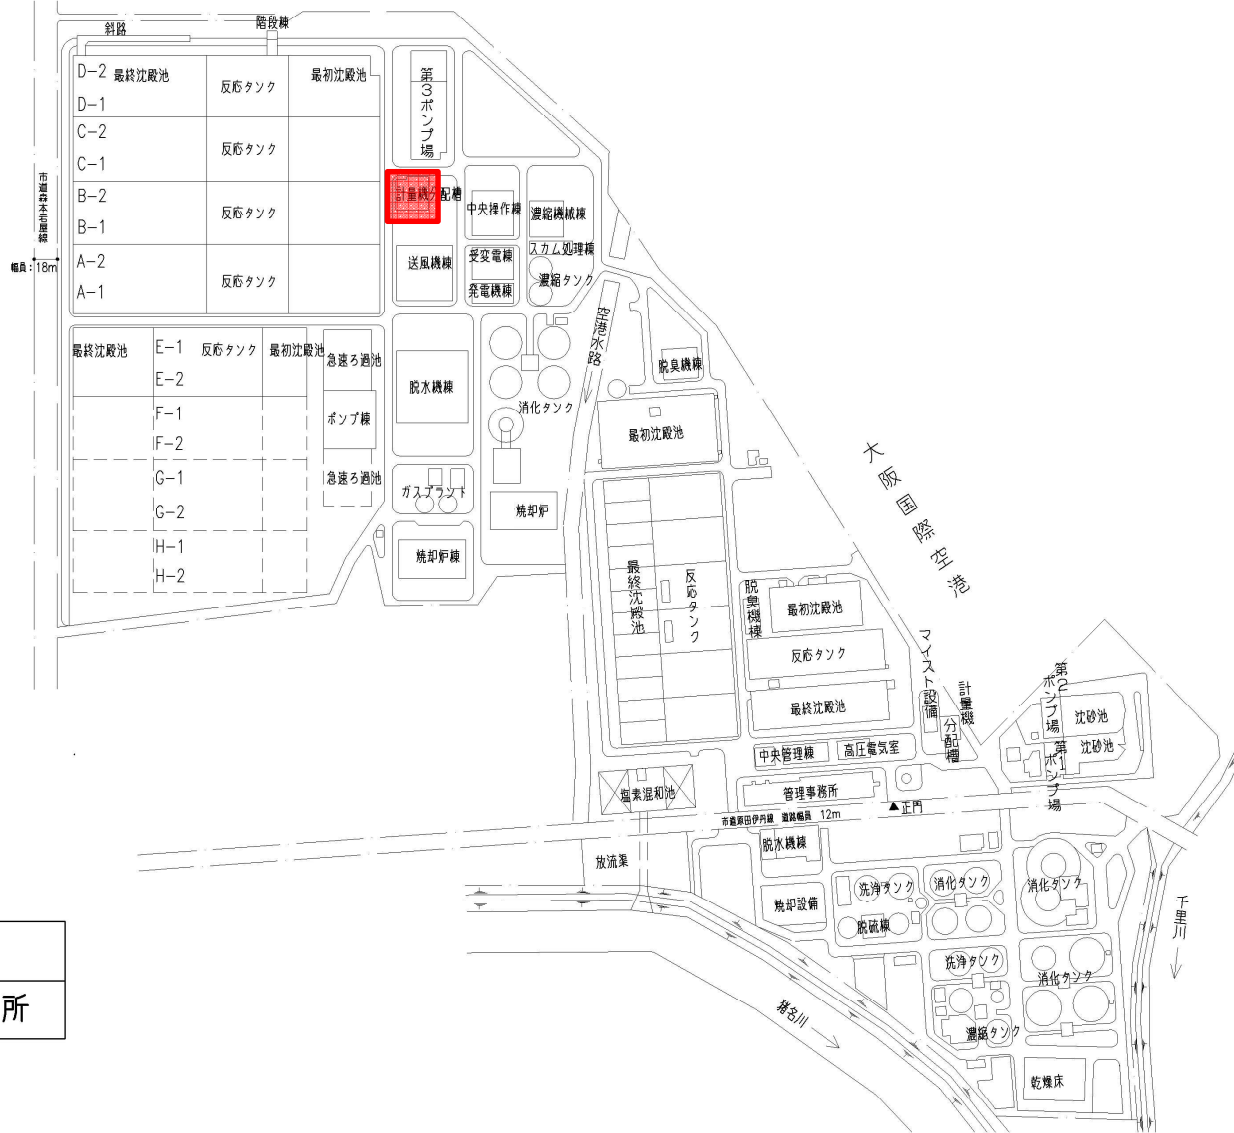 斜路
階段棟
D-2 最終沈殿池
反応タンク
最初沈殿池
D-1
第3ポンプ場
C-2
反応タンク
C-1
市道森本岩屋線
幅員：18m
B-2
反応タンク
B-1
計量機分配槽
中央操作棟
濃縮機械棟
スカム処理棟
A-2
反応タンク
A-1
送風機棟
受変電棟
発電機棟
濃縮タンク
空港水路
最終沈殿池
E-1
反応タンク
最初沈殿池
急速ろ過池
E-2
脱水機棟
消化タンク
脱臭機棟
F-1
ポンプ棟
F-2
最初沈殿池
G-1
急速ろ過池
G-2
ガスプラント
焼却炉
H-1
H-2
焼却炉棟
大阪国際空港
最終沈殿池
反応タンク
脱臭機棟
最初沈殿池
反応タンク
最終沈殿池
マイスト設備
計量機
分配槽
第2
ポンプ場
沈砂池
第1
ポンプ場
沈砂池
中央管理棟
高圧電気室
塩素混和池
管理事務所
正門
市道原田伊丹線 道路幅員 12m
脱水機棟
放流渠
焼却設備
洗浄タンク
消化タンク
消化タンク
脱硫棟
千里川
洗浄タンク
消化タンク
猪名川
濃縮タンク
乾燥床
所